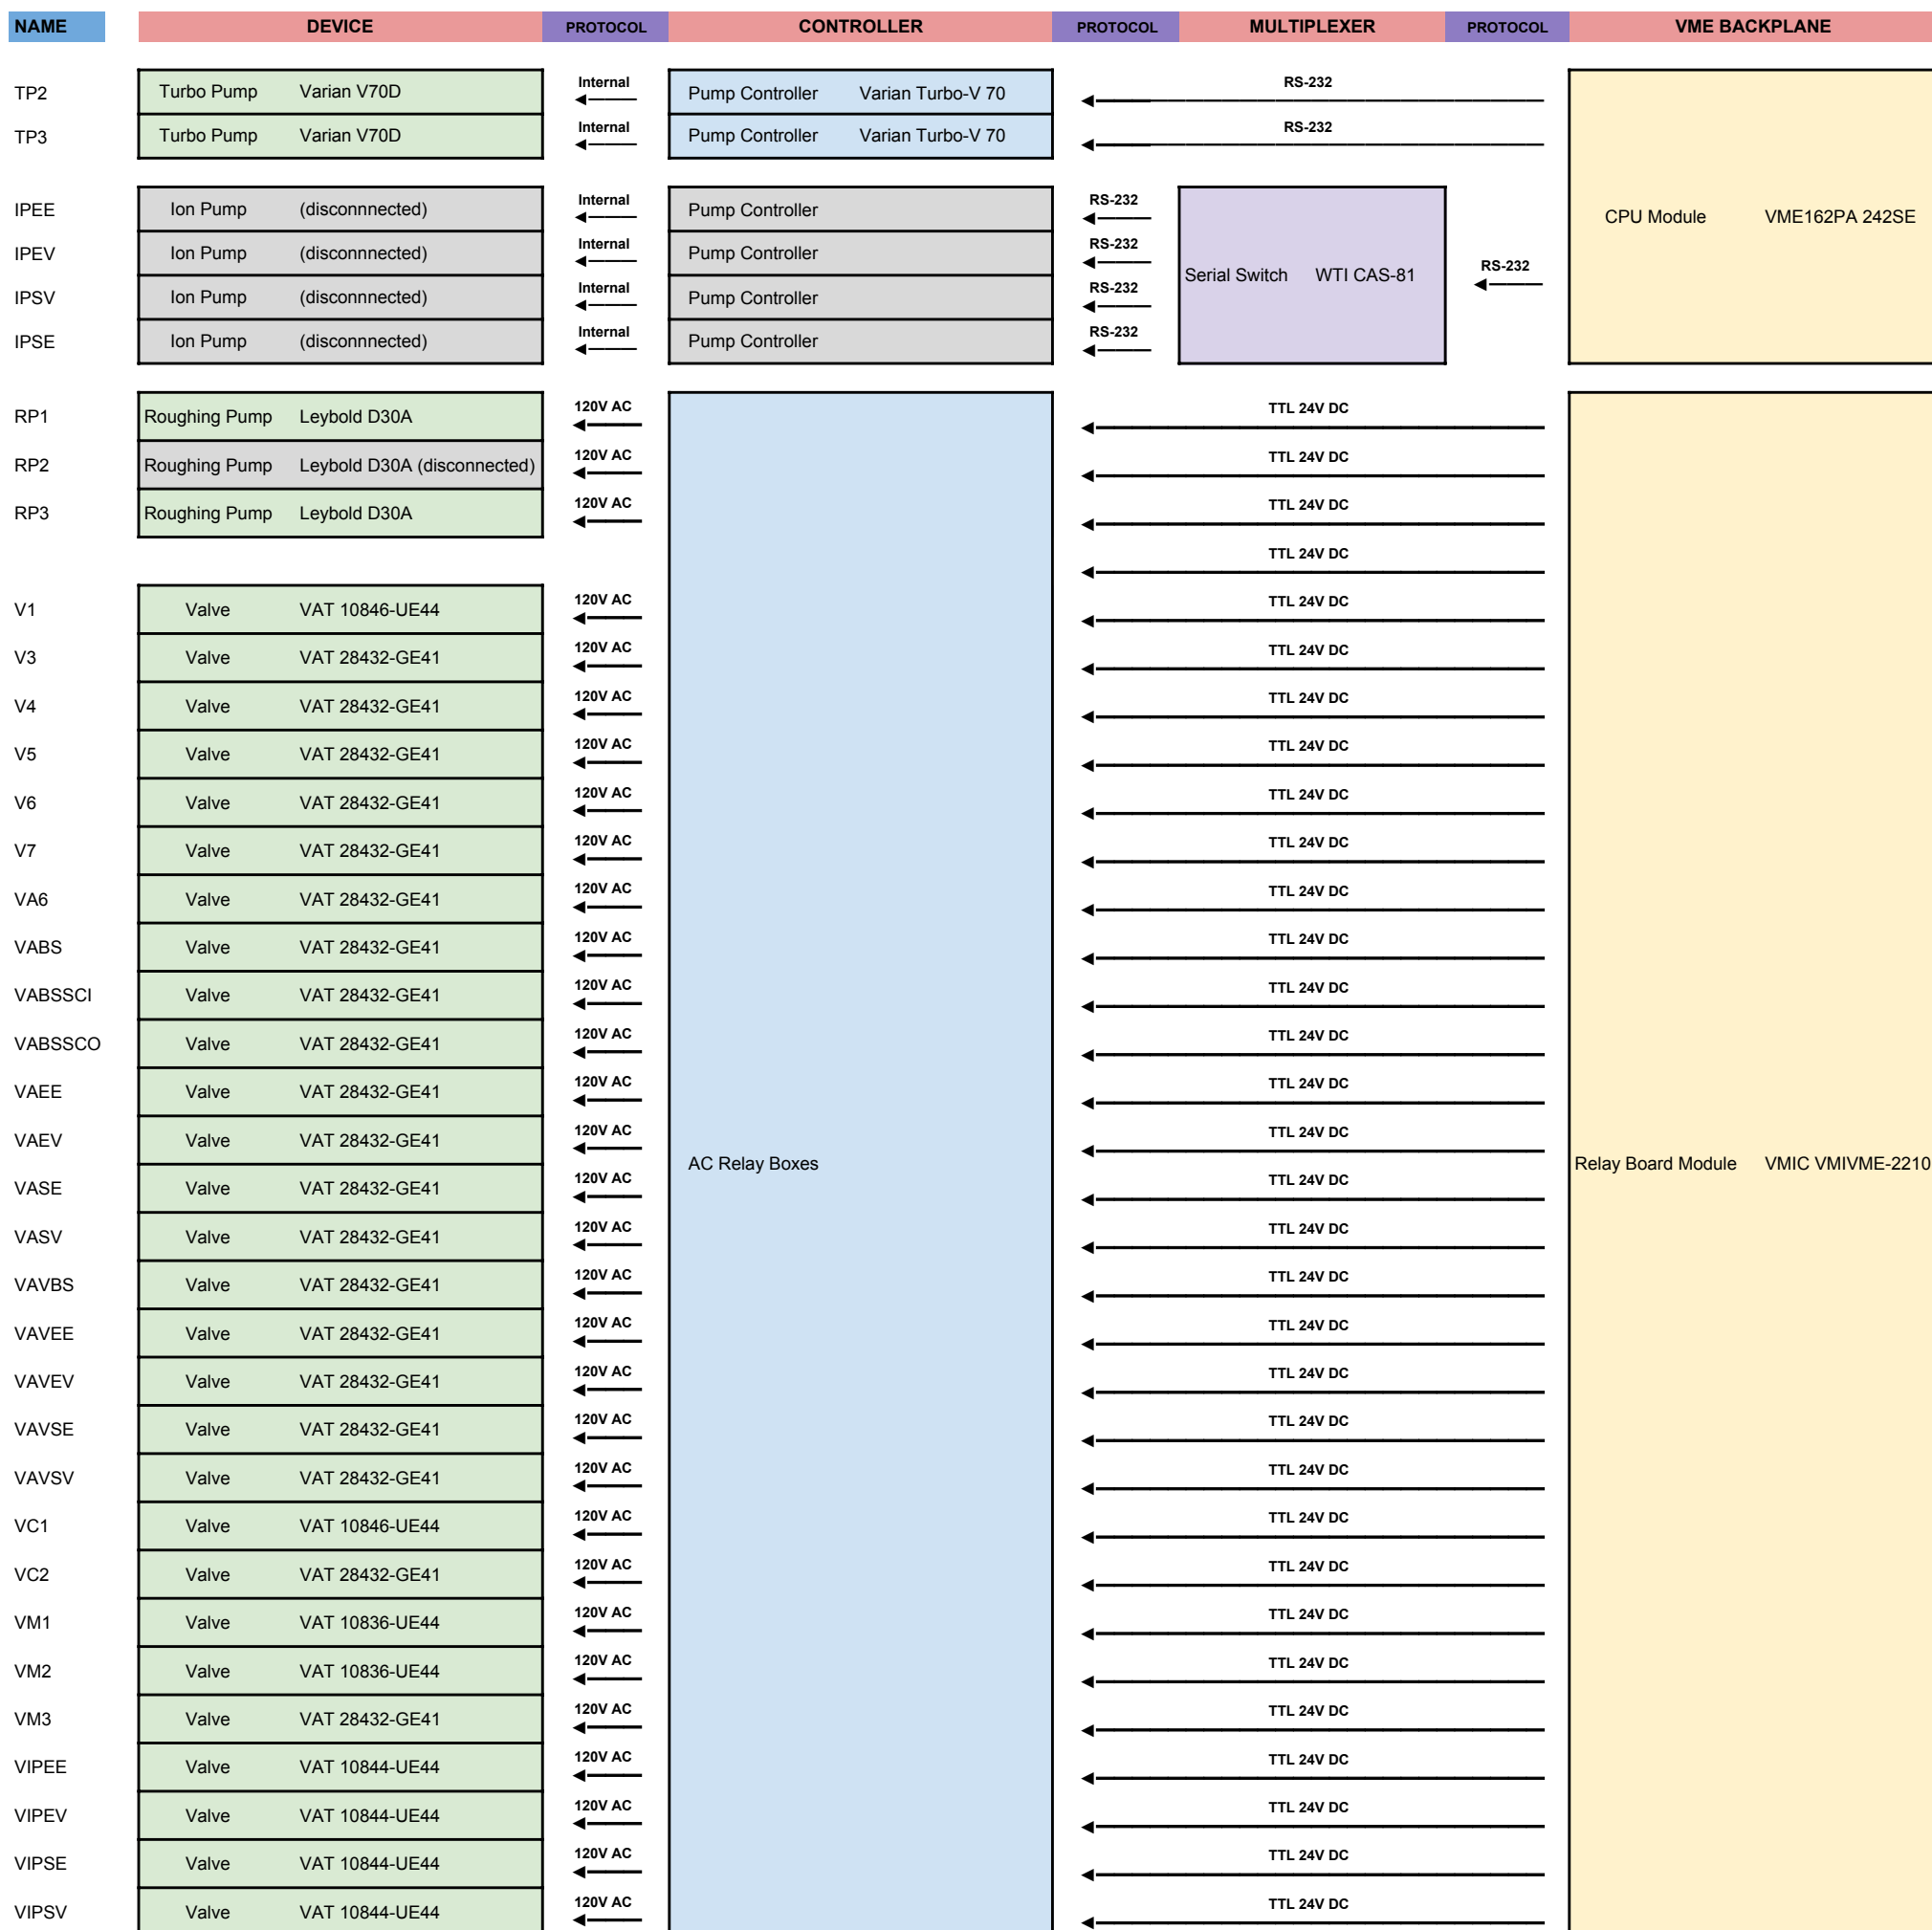 NAME DEVICE PROTOCOL CONTROLLER PROTOCOL MULTIPLEXER PROTOCOL VME BACKPLANE
TP2 Turbo Pump Varian V70D Internal Pump Controller Varian Turbo-V 70 RS-232
TP3 Turbo Pump Varian V70D Internal Pump Controller Varian Turbo-V 70 RS-232
IPEE Ion Pump (disconnnected) Internal Pump Controller RS-232 CPU Module VME162PA 242SE
IPEV Ion Pump (disconnnected) Internal Pump Controller RS-232
Serial Switch WTI CAS-81 RS-232
IPSV Ion Pump (disconnnected) Internal Pump Controller RS-232
IPSE Ion Pump (disconnnected) Internal Pump Controller RS-232
RP1 Roughing Pump Leybold D30A 120V AC TTL 24V DC
RP2 Roughing Pump Leybold D30A (disconnected) 120V AC TTL 24V DC
RP3 Roughing Pump Leybold D30A 120V AC TTL 24V DC
TTL 24V DC
V1 Valve VAT 10846-UE44 120V AC TTL 24V DC
V3 Valve VAT 28432-GE41 120V AC TTL 24V DC
V4 Valve VAT 28432-GE41 120V AC TTL 24V DC
V5 Valve VAT 28432-GE41 120V AC TTL 24V DC
V6 Valve VAT 28432-GE41 120V AC TTL 24V DC
V7 Valve VAT 28432-GE41 120V AC TTL 24V DC
VA6 Valve VAT 28432-GE41 120V AC TTL 24V DC
VABS Valve VAT 28432-GE41 120V AC TTL 24V DC
VABSSCI Valve VAT 28432-GE41 120V AC TTL 24V DC
VABSSCO Valve VAT 28432-GE41 120V AC TTL 24V DC
VAEE Valve VAT 28432-GE41 120V AC TTL 24V DC
VAEV Valve VAT 28432-GE41 120V AC TTL 24V DC
AC Relay Boxes Relay Board Module VMIC VMIVME-2210
VASE Valve VAT 28432-GE41 120V AC TTL 24V DC
VASV Valve VAT 28432-GE41 120V AC TTL 24V DC
VAVBS Valve VAT 28432-GE41 120V AC TTL 24V DC
VAVEE Valve VAT 28432-GE41 120V AC TTL 24V DC
VAVEV Valve VAT 28432-GE41 120V AC TTL 24V DC
VAVSE Valve VAT 28432-GE41 120V AC TTL 24V DC
VAVSV Valve VAT 28432-GE41 120V AC TTL 24V DC
VC1 Valve VAT 10846-UE44 120V AC TTL 24V DC
VC2 Valve VAT 28432-GE41 120V AC TTL 24V DC
VM1 Valve VAT 10836-UE44 120V AC TTL 24V DC
VM2 Valve VAT 10836-UE44 120V AC TTL 24V DC
VM3 Valve VAT 28432-GE41 120V AC TTL 24V DC
VIPEE Valve VAT 10844-UE44 120V AC TTL 24V DC
VIPEV Valve VAT 10844-UE44 120V AC TTL 24V DC
VIPSE Valve VAT 10844-UE44 120V AC TTL 24V DC
VIPSV Valve VAT 10844-UE44 120V AC TTL 24V DC